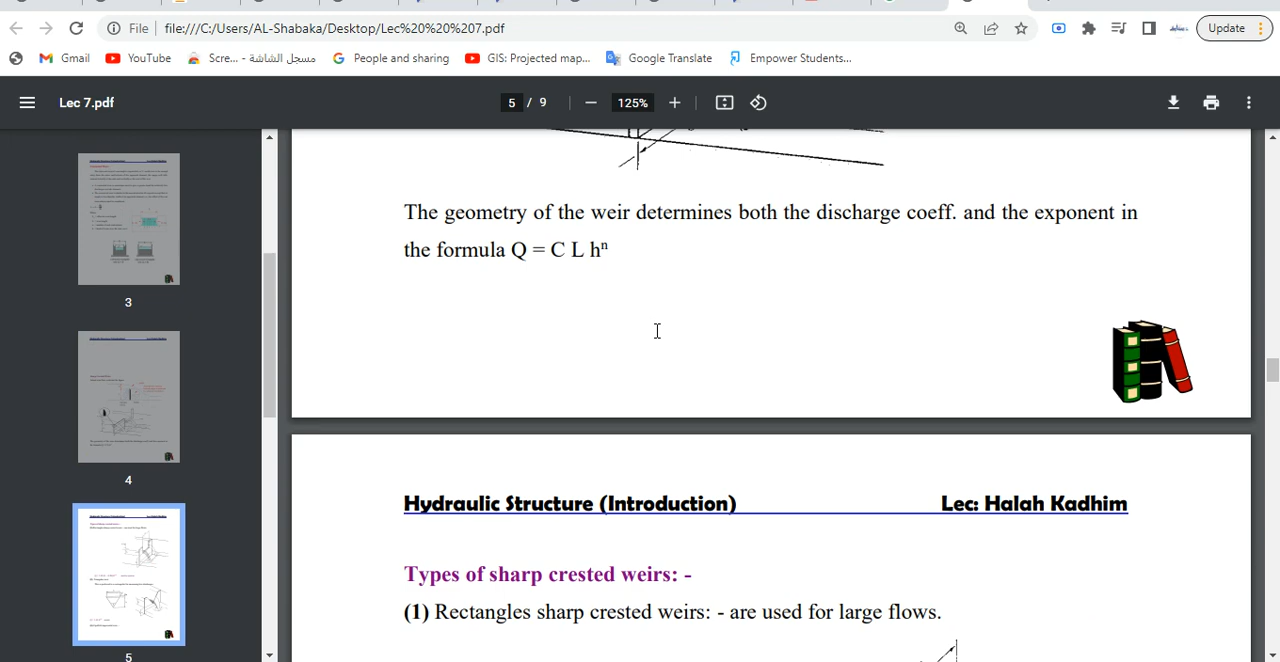 File file:///C:/Users/AL-Shabaka/Desktop/Lec%20%20%207.pdf Update
Gmail YouTube Scre... - مسجل الشاشة People and sharing GIS: Projected map... Google Translate Empower Students...
Lec 7.pdf 5 / 9 125%
3
4
5
The geometry of the weir determines both the discharge coeff. and the exponent in
the formula Q = C L hⁿ
Hydraulic Structure (Introduction) Lec: Halah Kadhim
Types of sharp crested weirs: -
(1) Rectangles sharp crested weirs: - are used for large flows.